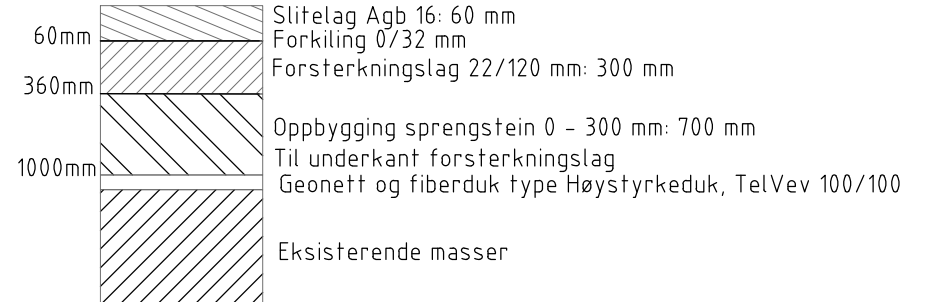 Slitelag Agb 16: 60 mm
60mm
Forkiling 0/32 mm
Forsterkningslag 22/120 mm: 300 mm
360mm
Oppbygging sprengstein 0 - 300 mm: 700 mm
Til underkant forsterkningslag
1000mm
Geonett og fiberduk type Høystyrkeduk, TelVev 100/100
Eksisterende masser